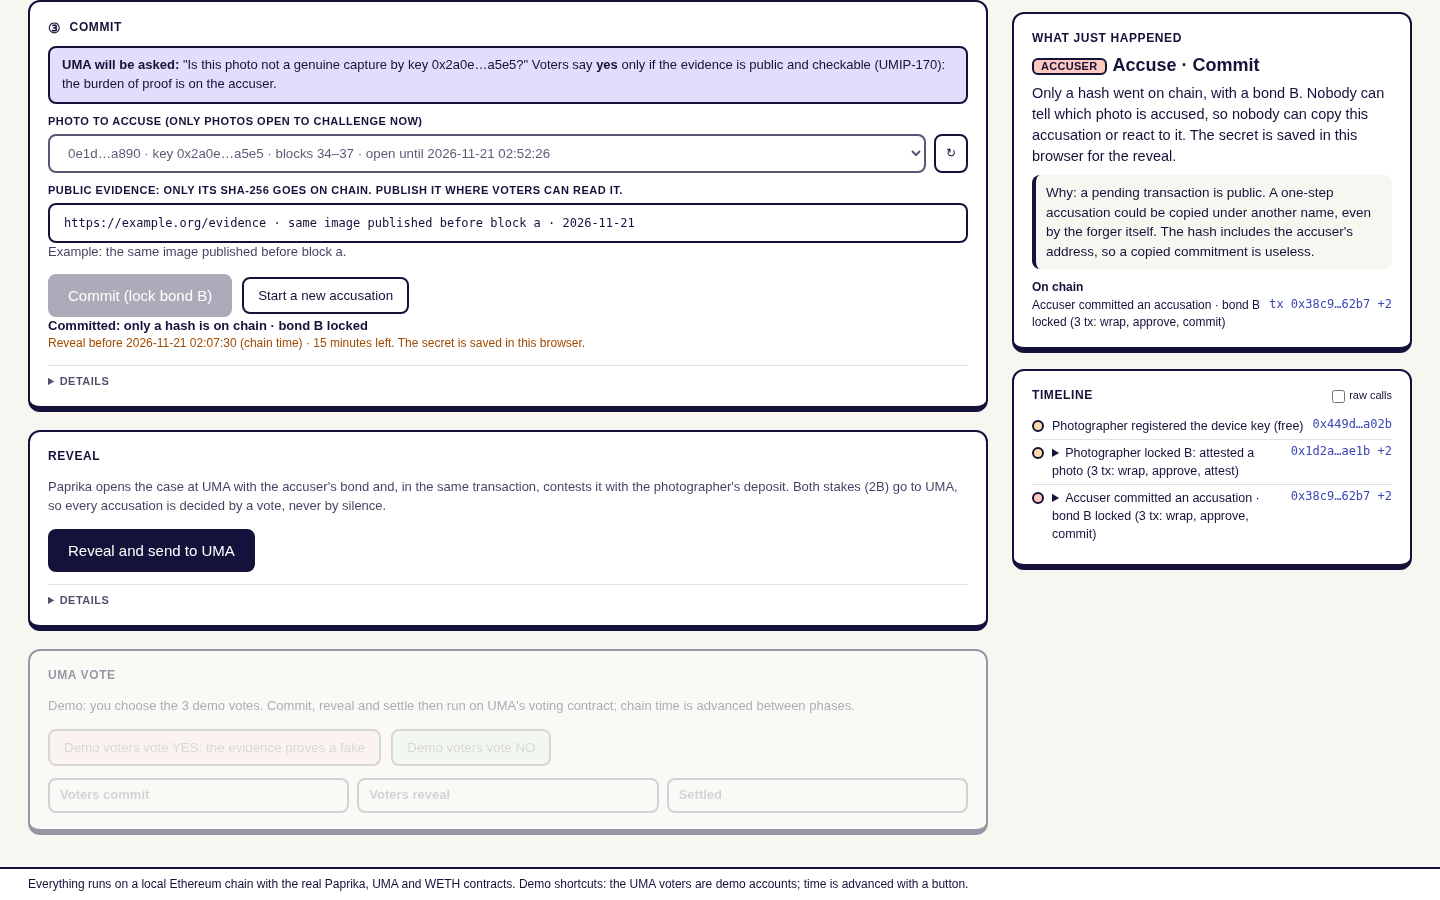 ③ COMMIT
UMA will be asked: "Is this photo not a genuine capture by key 0x2a0e…a5e5?" Voters say yes only if the evidence is public and checkable (UMIP-170):
the burden of proof is on the accuser.
PHOTO TO ACCUSE (ONLY PHOTOS OPEN TO CHALLENGE NOW)
0e1d…a890 · key 0x2a0e…a5e5 · blocks 34–37 · open until 2026-11-21 02:52:26
↻
PUBLIC EVIDENCE: ONLY ITS SHA-256 GOES ON CHAIN. PUBLISH IT WHERE VOTERS CAN READ IT.
https://example.org/evidence · same image published before block a · 2026-11-21
Example: the same image published before block a.
Commit (lock bond B)
Start a new accusation
Committed: only a hash is on chain · bond B locked
Reveal before 2026-11-21 02:07:30 (chain time) · 15 minutes left. The secret is saved in this browser.
▶ DETAILS
REVEAL
Paprika opens the case at UMA with the accuser's bond and, in the same transaction, contests it with the photographer's deposit. Both stakes (2B) go to UMA,
so every accusation is decided by a vote, never by silence.
Reveal and send to UMA
▶ DETAILS
UMA VOTE
Demo: you choose the 3 demo votes. Commit, reveal and settle then run on UMA's voting contract; chain time is advanced between phases.
Demo voters vote YES: the evidence proves a fake
Demo voters vote NO
Voters commit
Voters reveal
Settled
WHAT JUST HAPPENED
ACCUSER Accuse · Commit
Only a hash went on chain, with a bond B. Nobody can
tell which photo is accused, so nobody can copy this
accusation or react to it. The secret is saved in this
browser for the reveal.
Why: a pending transaction is public. A one-step
accusation could be copied under another name, even
by the forger itself. The hash includes the accuser's
address, so a copied commitment is useless.
On chain
Accuser committed an accusation · bond B tx 0x38c9…62b7 +2
locked (3 tx: wrap, approve, commit)
TIMELINE
raw calls
Photographer registered the device key (free) 0x449d…a02b
▶ Photographer locked B: attested a 0x1d2a…ae1b +2
photo (3 tx: wrap, approve, attest)
▶ Accuser committed an accusation · 0x38c9…62b7 +2
bond B locked (3 tx: wrap, approve,
commit)
Everything runs on a local Ethereum chain with the real Paprika, UMA and WETH contracts. Demo shortcuts: the UMA voters are demo accounts; time is advanced with a button.